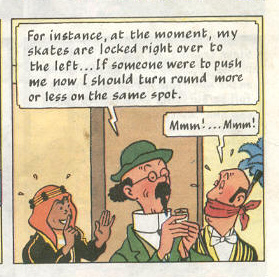 For instance, at the moment, my
skates are locked right over to
the left...If someone were to push
me now I should turn round more
or less on the same spot.
Mmm!....Mmm!